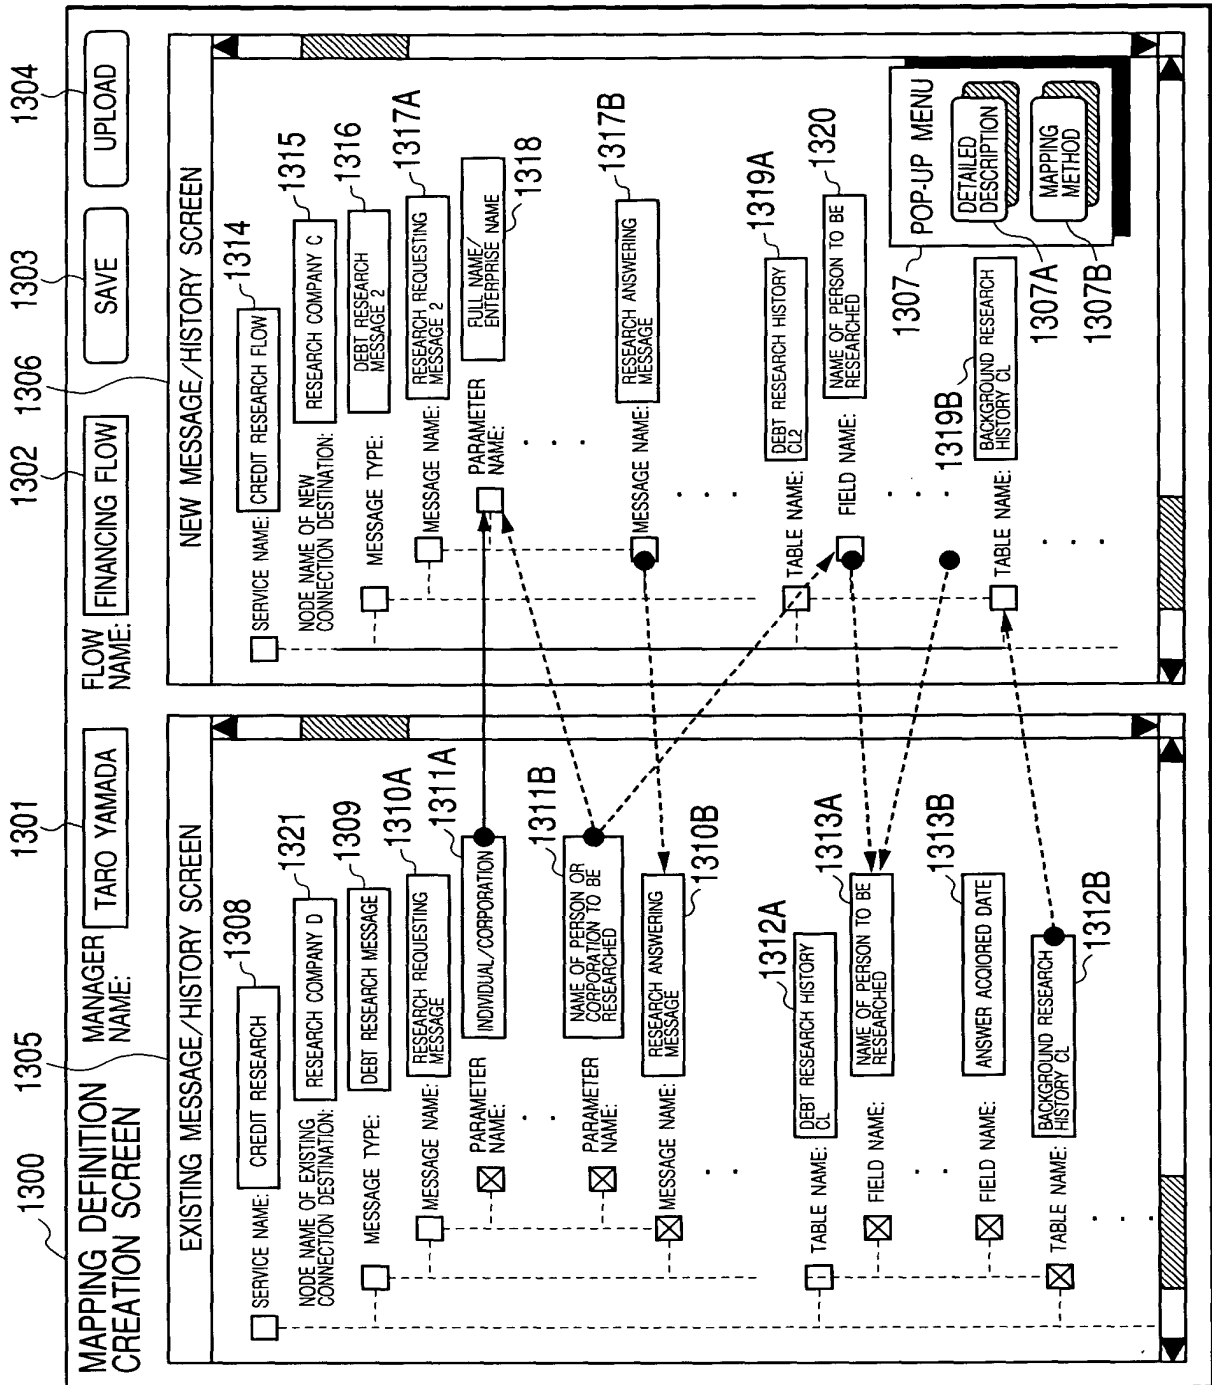 1300
MAPPING DEFINITION
CREATION SCREEN
1301
MANAGER
NAME:
TARO YAMADA
1302
FLOW
NAME:
FINANCING FLOW
1303
SAVE
1304
UPLOAD
1305
EXISTING MESSAGE/HISTORY SCREEN
SERVICE NAME:
CREDIT RESEARCH
1308
NODE NAME OF EXISTING
CONNECTION DESTINATION:
RESEARCH COMPANY D
1321
MESSAGE TYPE:
DEBT RESEARCH MESSAGE
1309
MESSAGE NAME:
RESEARCH REQUESTING
MESSAGE
1310A
PARAMETER
NAME:
INDIVIDUAL/CORPORATION
1311A
PARAMETER
NAME:
NAME OF PERSON OR
CORPORATION TO BE
RESEARCHED
1311B
MESSAGE NAME:
RESEARCH ANSWERING
MESSAGE
1310B
TABLE NAME:
DEBT RESEARCH HISTORY
CL
1312A
FIELD NAME:
NAME OF PERSON TO BE
RESEARCHED
1313A
FIELD NAME:
ANSWER ACQIORED DATE
1313B
TABLE NAME:
BACKGROUND RESEARCH
HISTORY CL
1312B
1306
NEW MESSAGE/HISTORY SCREEN
SERVICE NAME:
CREDIT RESEARCH FLOW
1314
NODE NAME OF NEW
CONNECTION DESTINATION:
RESEARCH COMPANY C
1315
MESSAGE TYPE:
DEBT RESEARCH
MESSAGE 2
1316
MESSAGE NAME:
RESEARCH REQUESTING
MESSAGE 2
1317A
PARAMETER
NAME:
FULL NAME/
ENTERPRISE NAME
1318
MESSAGE NAME:
RESEARCH ANSWERING
MESSAGE
1317B
TABLE NAME:
DEBT RESEARCH HISTORY
CL2
1319A
FIELD NAME:
NAME OF PERSON TO BE
RESEARCHED
1320
TABLE NAME:
BACKGROUND RESEARCH
HISTORY CL
1319B
1307
POP-UP MENU
DETAILED
DESCRIPTION
1307A
MAPPING
METHOD
1307B